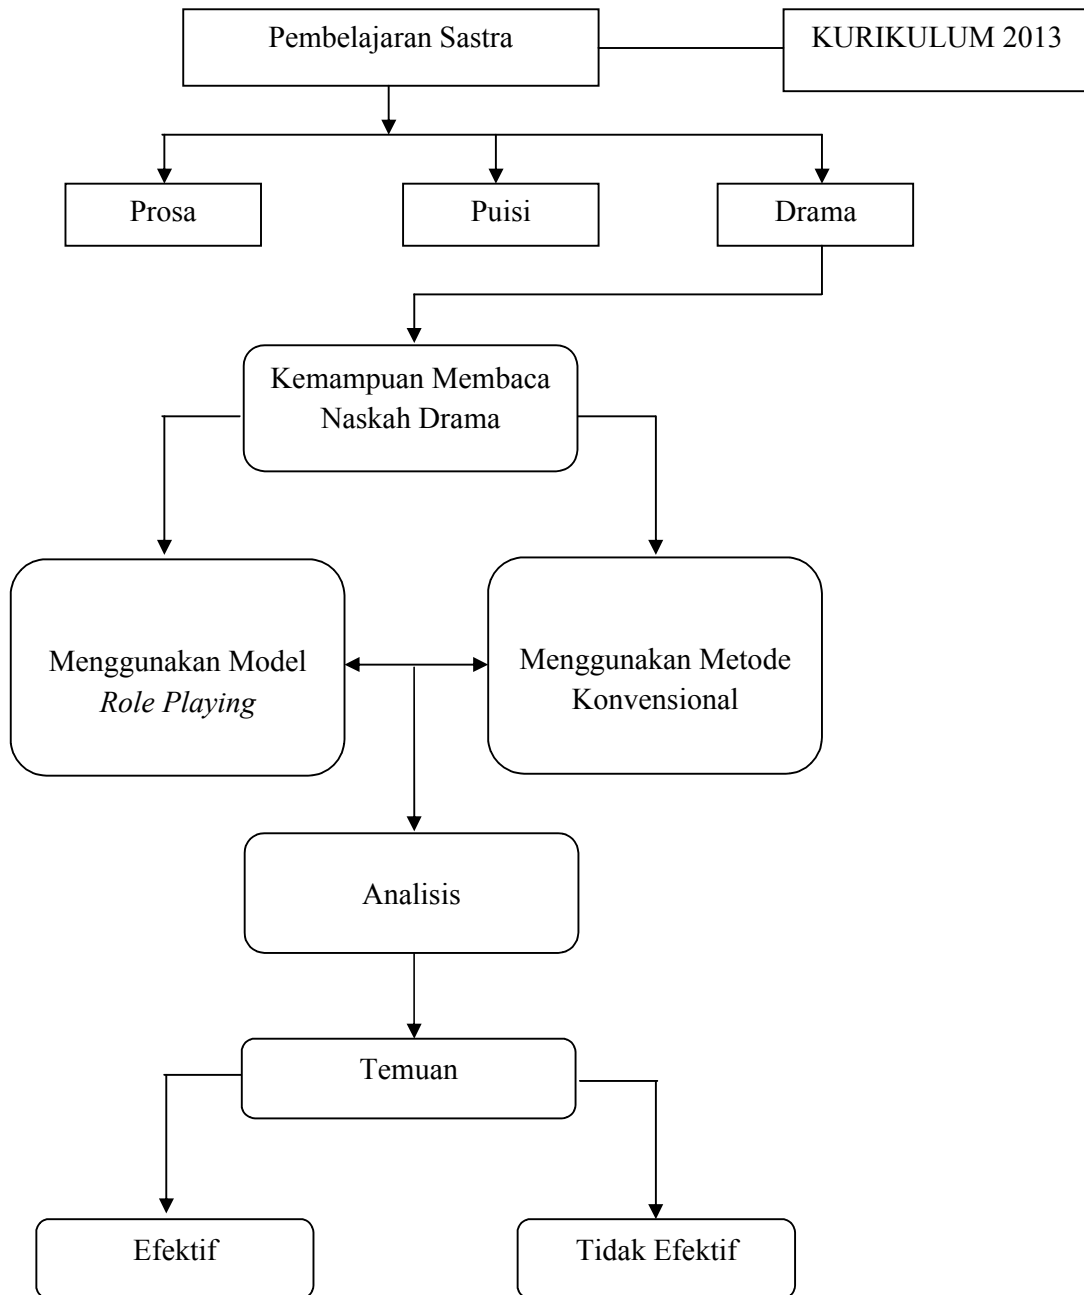 Pembelajaran Sastra
KURIKULUM 2013
Prosa
Puisi
Drama
Kemampuan Membaca
Naskah Drama
Menggunakan Model
Role Playing
Menggunakan Metode
Konvensional
Analisis
Temuan
Efektif
Tidak Efektif